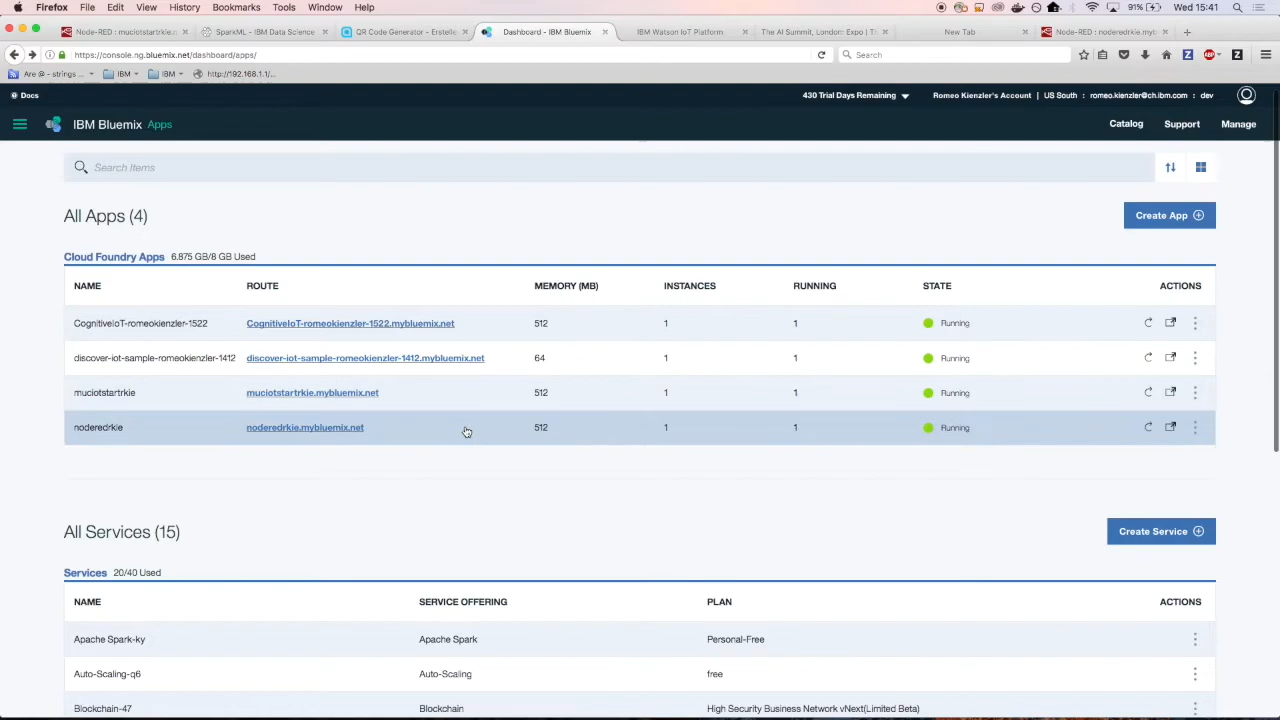 Firefox File Edit View History Bookmarks Tools Window Help 91% Wed 15:41
Node-RED : muciotstartrkie.m SparkML — IBM Data Science QR Code Generator – Erstelle Dashboard - IBM Bluemix IBM Watson IoT Platform The AI Summit, London: Expo | Th New Tab Node-RED : noderedrkie.myb
https://console.ng.bluemix.net/dashboard/apps/ Search
Are @ - strings ... IBM IBM http://192.168.1.1/...
Docs 430 Trial Days Remaining Romeo Kienzler's Account | US South : romeo.kienzler@ch.ibm.com : dev
IBM Bluemix Apps Catalog Support Manage
Search Items
All Apps (4) Create App
Cloud Foundry Apps 6.875 GB/8 GB Used
NAME ROUTE MEMORY (MB) INSTANCES RUNNING STATE ACTIONS
CognitiveIoT-romeokienzler-1522 CognitiveIoT-romeokienzler-1522.mybluemix.net 512 1 1 Running
discover-iot-sample-romeokienzler-1412 discover-iot-sample-romeokienzler-1412.mybluemix.net 64 1 1 Running
muciotstartrkie muciotstartrkie.mybluemix.net 512 1 1 Running
noderedrkie noderedrkie.mybluemix.net 512 1 1 Running
All Services (15) Create Service
Services 20/40 Used
NAME SERVICE OFFERING PLAN ACTIONS
Apache Spark-ky Apache Spark Personal-Free
Auto-Scaling-q6 Auto-Scaling free
Blockchain-47 Blockchain High Security Business Network vNext(Limited Beta)